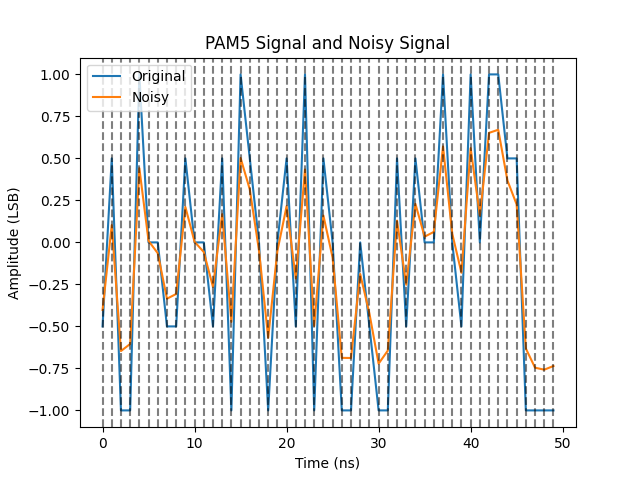 PAM5 Signal and Noisy Signal
Original
Noisy
1.00
0.75
0.50
0.25
0.00
−0.25
−0.50
−0.75
−1.00
Amplitude (LSB)
0 10 20 30 40 50
Time (ns)